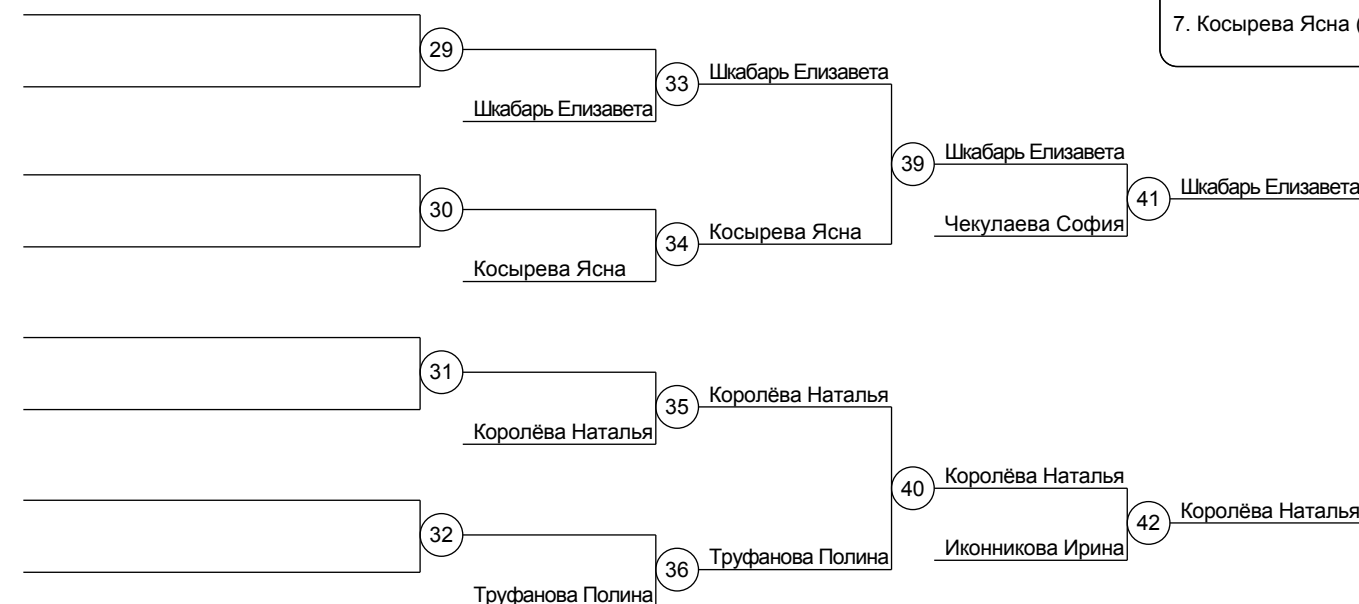 7. Косырева Ясна (
29
33
Шкабарь Елизавета
Шкабарь Елизавета
39
Шкабарь Елизавета
41
Шкабарь Елизавета
Чекулаева София
30
34
Косырева Ясна
Косырева Ясна
31
35
Королёва Наталья
Королёва Наталья
40
Королёва Наталья
42
Королёва Наталья
Иконникова Ирина
32
36
Труфанова Полина
Труфанова Полина